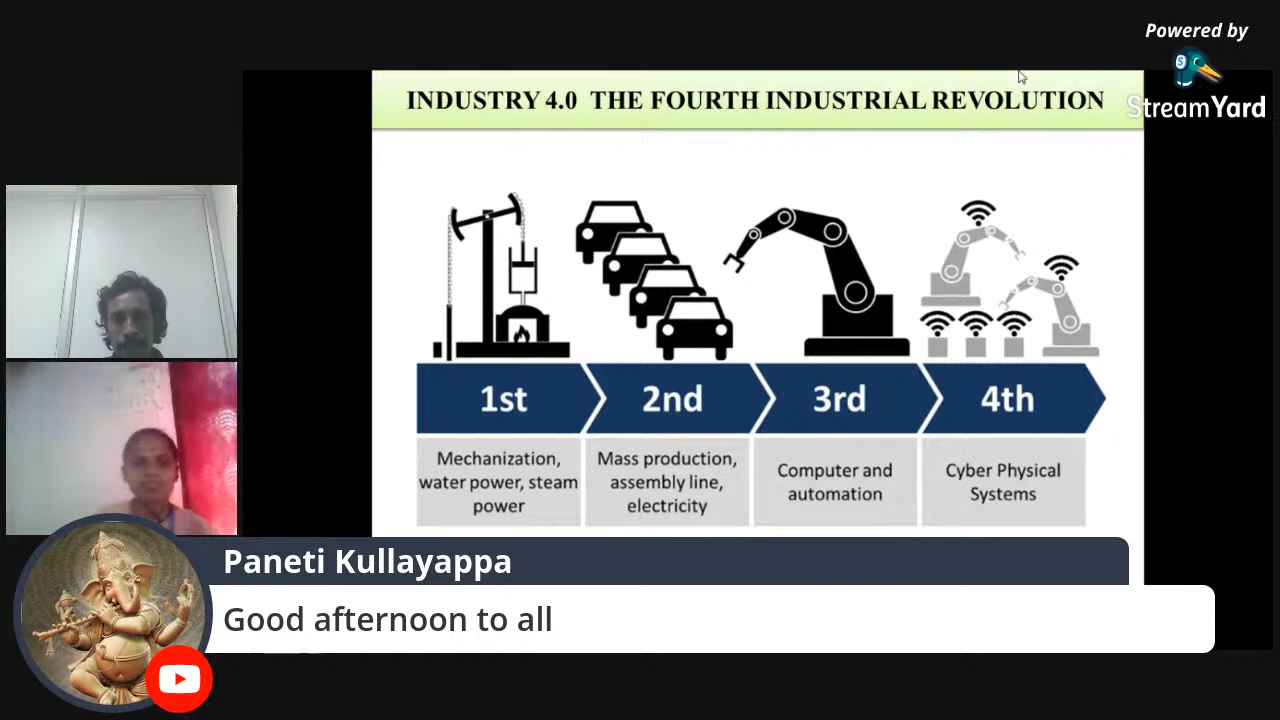 Powered by
StreamYard
INDUSTRY 4.0 THE FOURTH INDUSTRIAL REVOLUTION
1st
2nd
3rd
4th
Mechanization,
water power, steam
power
Mass production,
assembly line,
electricity
Computer and
automation
Cyber Physical
Systems
Paneti Kullayappa
Good afternoon to all